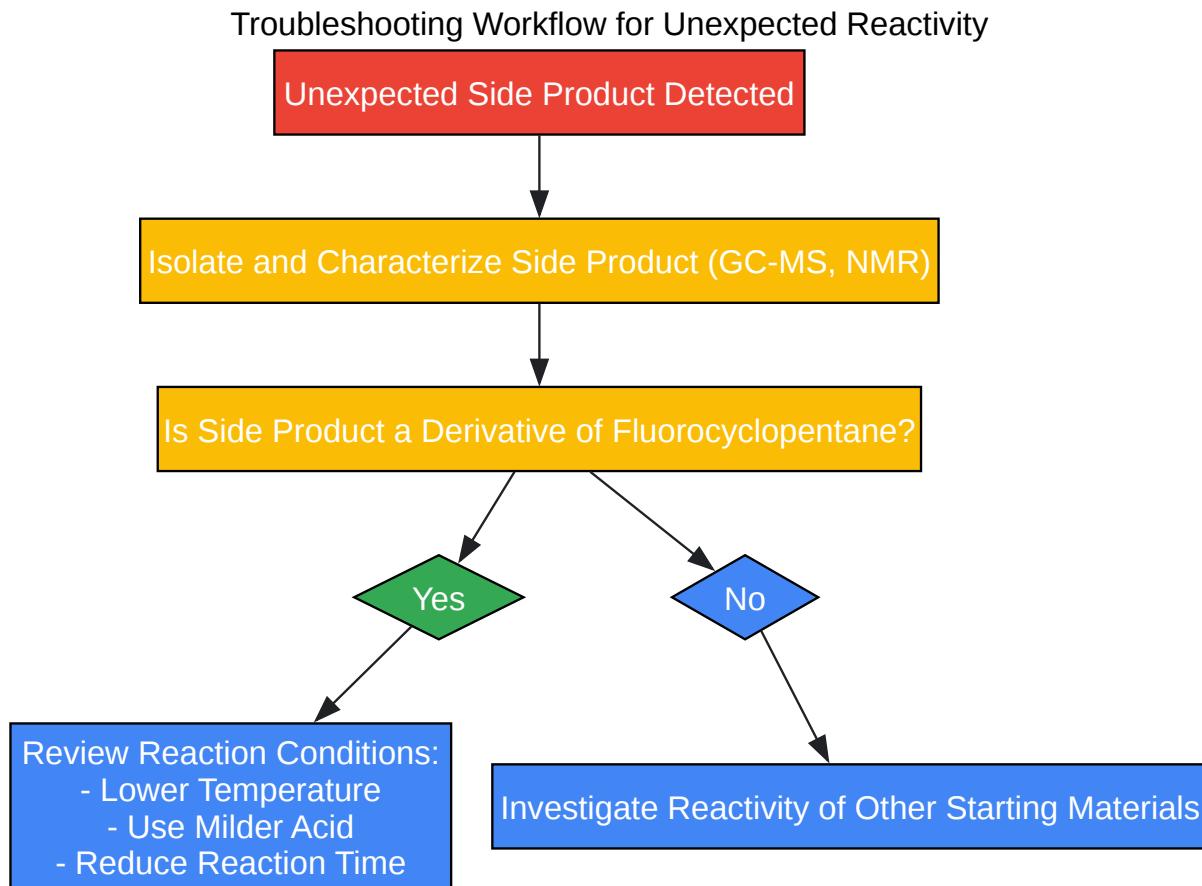 Troubleshooting Workflow for Unexpected Reactivity
Unexpected Side Product Detected
Isolate and Characterize Side Product (GC-MS, NMR)
Is Side Product a Derivative of Fluorocyclopentane?
Yes
No
Review Reaction Conditions:
- Lower Temperature
- Use Milder Acid
- Reduce Reaction Time
Investigate Reactivity of Other Starting Materials